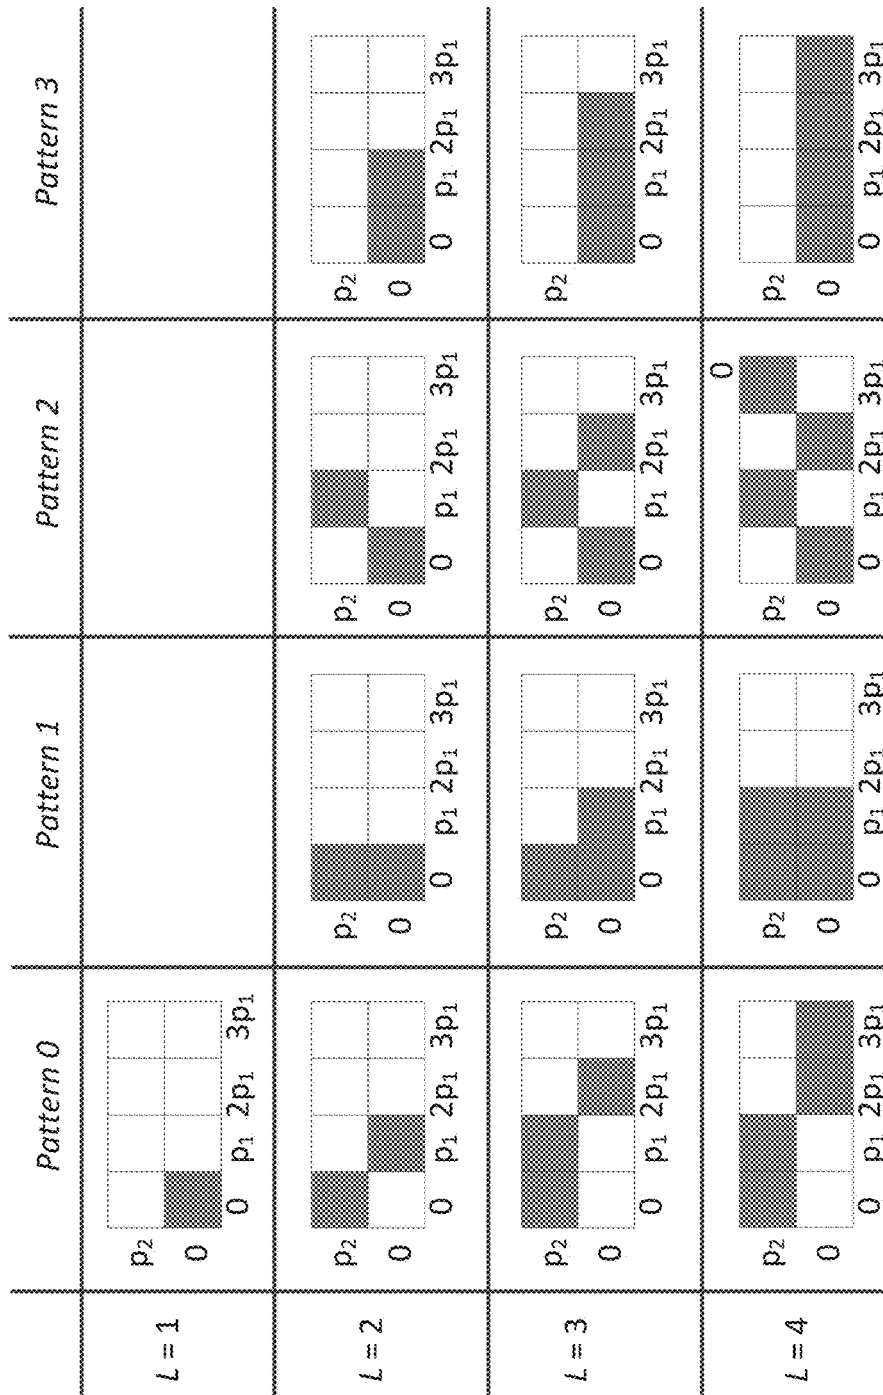 Pattern 0 Pattern 1 Pattern 2 Pattern 3
L = 1
p₂
0
0 p₁ 2p₁ 3p₁
L = 2
p₂ p₂ p₂ p₂
0 0 0 0
0 p₁ 2p₁ 3p₁ 0 p₁ 2p₁ 3p₁ 0 p₁ 2p₁ 3p₁ 0 p₁ 2p₁ 3p₁
L = 3
p₂ p₂ p₂ p₂
0 0 0
0 p₁ 2p₁ 3p₁ 0 p₁ 2p₁ 3p₁ 0 p₁ 2p₁ 3p₁ 0 p₁ 2p₁ 3p₁
L = 4
0
p₂ p₂ p₂ p₂
0 0 0 0
0 p₁ 2p₁ 3p₁ 0 p₁ 2p₁ 3p₁ 0 p₁ 2p₁ 3p₁ 0 p₁ 2p₁ 3p₁